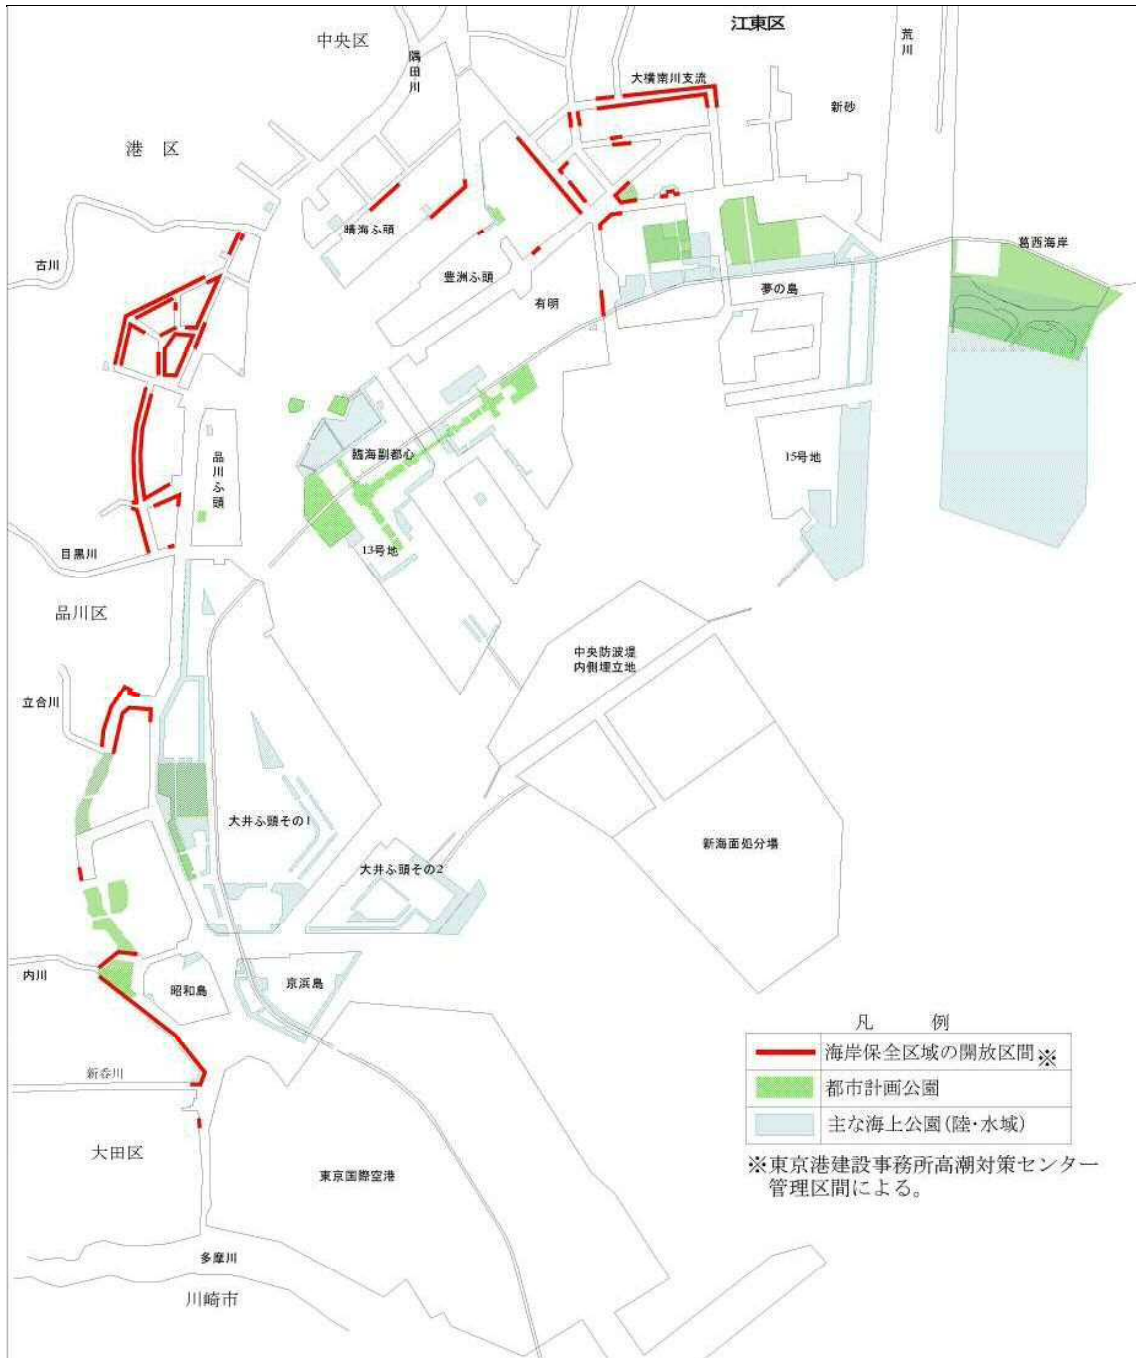 江東区
中央区
隅田川
荒川
大横南川支流
新砂
港 区
晴海ふ頭
葛西海岸
古川
豊洲ふ頭
夢の島
有明
品川ふ頭
臨海副都心
15号地
13号地
目黒川
品川区
中央防波堤
内側埋立地
立合川
大井ふ頭その1
新海面処分場
大井ふ頭その2
内川
昭和島
京浜島
凡 例
海岸保全区域の開放区間※
都市計画公園
主な海上公園(陸・水域)
※東京港建設事務所高潮対策センター
管理区間による。
新呑川
大田区
東京国際空港
多摩川
川崎市